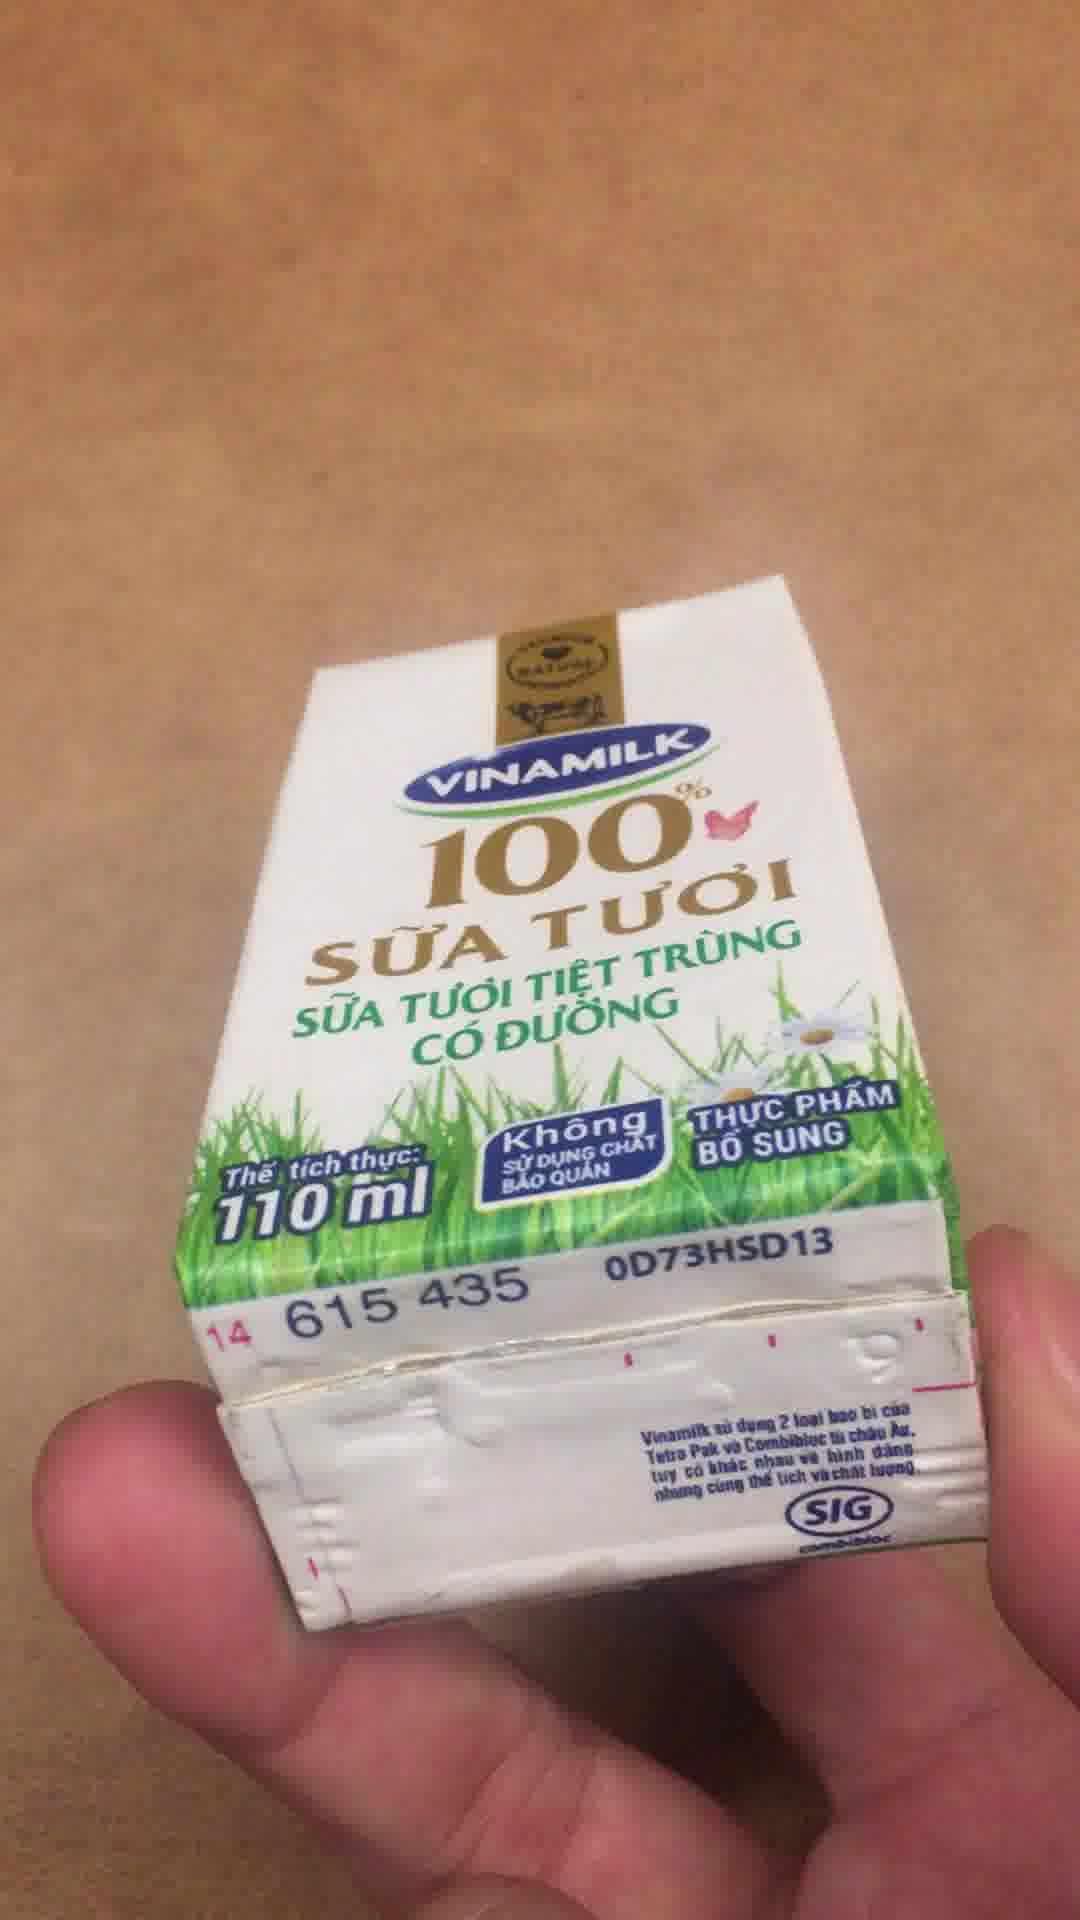 NATURE
VINAMILK
100%
SỮA TƯƠI
SỮA TƯƠI TIỆT TRÙNG
CÓ ĐƯỜNG
Thể tích thực:
110 ml
Không
SỬ DỤNG CHẤT
BẢO QUẢN
THỰC PHẨM
BỔ SUNG
14 615 435 0D73HSD13
Vinamilk sử dụng 2 loại bao bì của
Tetra Pak và Combibloc từ châu Âu,
tuy có khác nhau về hình dáng
nhưng cùng thể tích và chất lượng
SIG
combibloc